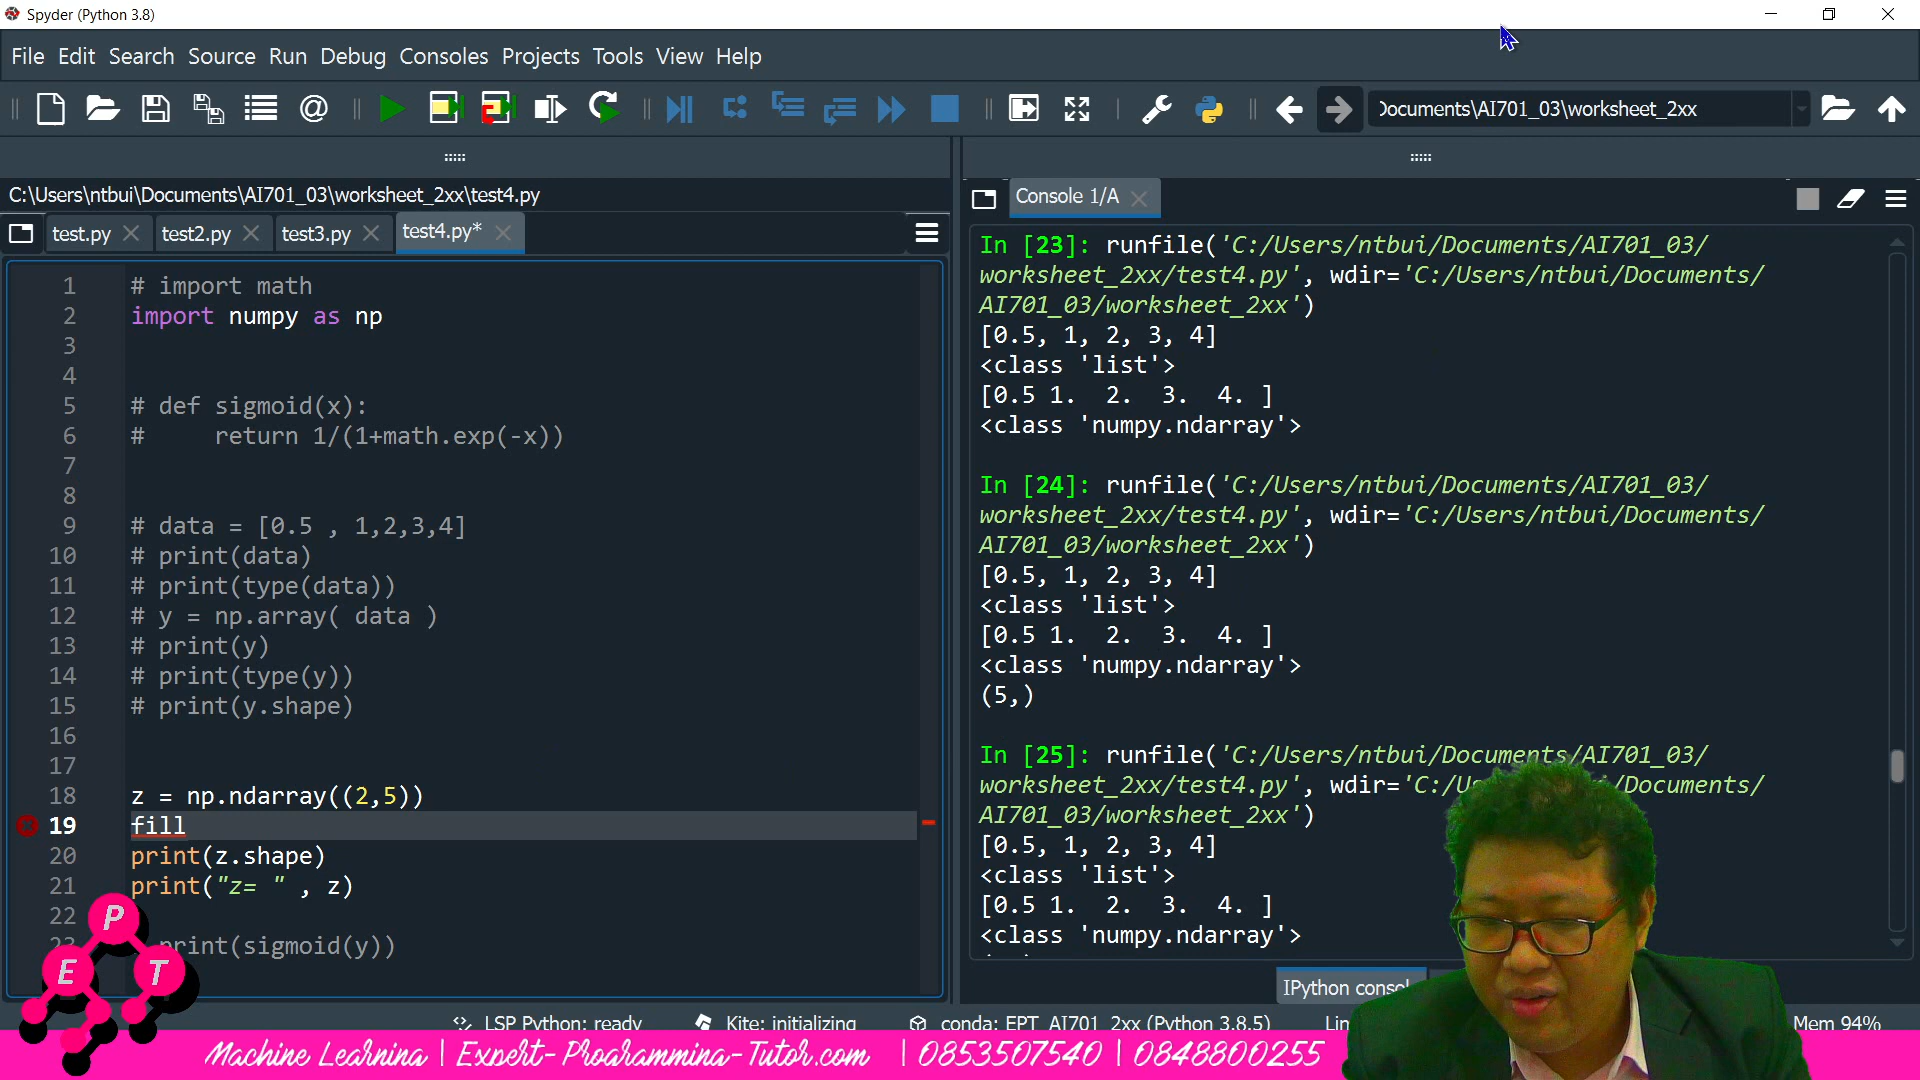 Spyder (Python 3.8)
File Edit Search Source Run Debug Consoles Projects Tools View Help
Documents\AI701_03\worksheet_2xx
C:\Users\ntbui\Documents\AI701_03\worksheet_2xx\test4.py
test.py test2.py test3.py test4.py*
1 # import math
2 import numpy as np
3
4
5 # def sigmoid(x):
6 #     return 1/(1+math.exp(-x))
7
8
9 # data = [0.5 , 1,2,3,4]
10 # print(data)
11 # print(type(data))
12 # y = np.array( data )
13 # print(y)
14 # print(type(y))
15 # print(y.shape)
16
17
18 z = np.ndarray((2,5))
19 fill
20 print(z.shape)
21 print("z= " , z)
22
23 print(sigmoid(y))
Console 1/A
In [23]: runfile('C:/Users/ntbui/Documents/AI701_03/
worksheet_2xx/test4.py', wdir='C:/Users/ntbui/Documents/
AI701_03/worksheet_2xx')
[0.5, 1, 2, 3, 4]
<class 'list'>
[0.5 1.  2.  3.  4. ]
<class 'numpy.ndarray'>
In [24]: runfile('C:/Users/ntbui/Documents/AI701_03/
worksheet_2xx/test4.py', wdir='C:/Users/ntbui/Documents/
AI701_03/worksheet_2xx')
[0.5, 1, 2, 3, 4]
<class 'list'>
[0.5 1.  2.  3.  4. ]
<class 'numpy.ndarray'>
(5,)
In [25]: runfile('C:/Users/ntbui/Documents/AI701_03/
worksheet_2xx/test4.py', wdir='C:/Us    i/Documents/
AI701_03/worksheet_2xx')
[0.5, 1, 2, 3, 4]
<class 'list'>
[0.5 1.  2.  3.  4. ]
<class 'numpy.ndarray'>
IPython consol
LSP Python: ready Kite: initializing conda: EPT_AI701_2xx (Python 3.8.5) Lin Mem 94%
P
E T
Machine Learning | Expert-Programming-Tutor.com | 0853507540 | 0848800255